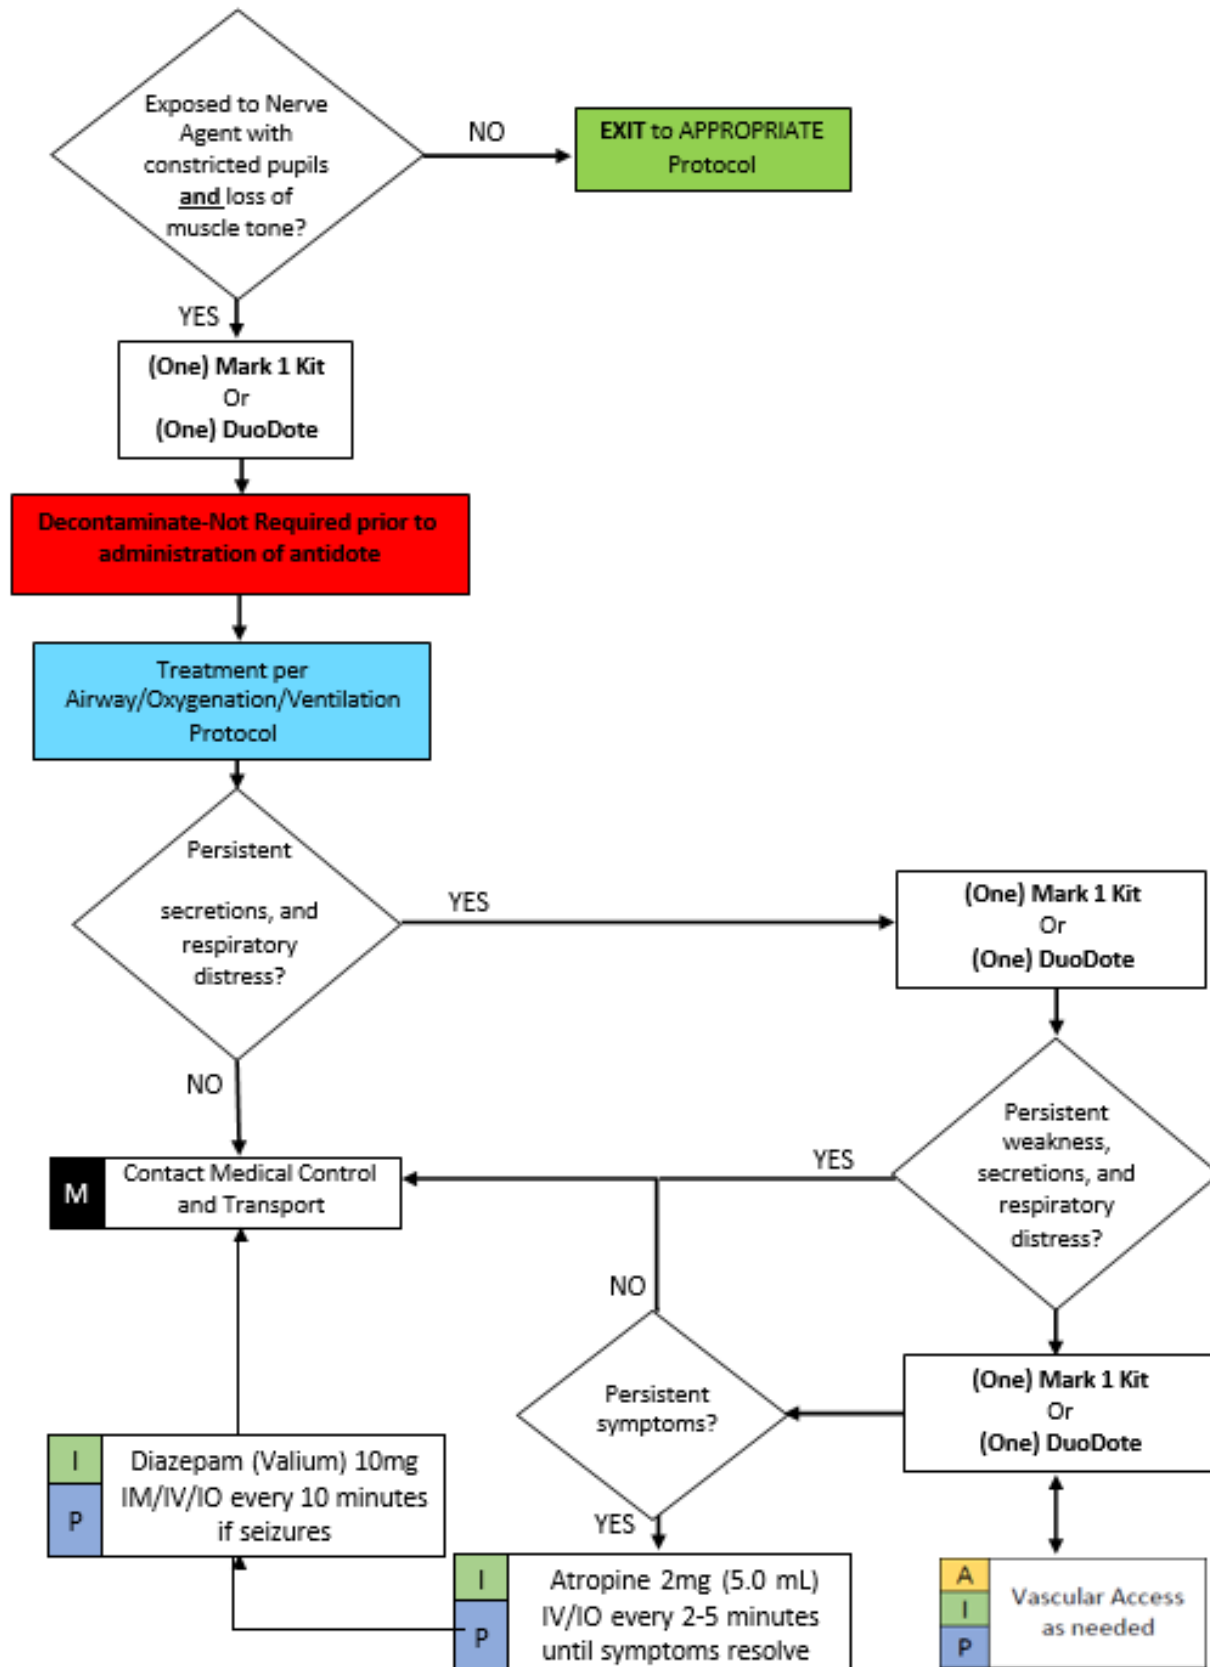 Exposed to Nerve
Agent with
constricted pupils
and loss of
muscle tone?
NO
EXIT to APPROPRIATE
Protocol
YES
(One) Mark 1 Kit
Or
(One) DuoDote
Decontaminate-Not Required prior to
administration of antidote
Treatment per
Airway/Oxygenation/Ventilation
Protocol
Persistent
secretions, and
respiratory
distress?
YES
(One) Mark 1 Kit
Or
(One) DuoDote
NO
Persistent
weakness,
secretions, and
respiratory
distress?
YES
M
Contact Medical Control
and Transport
NO
(One) Mark 1 Kit
Or
(One) DuoDote
Persistent
symptoms?
YES
I
P
Diazepam (Valium) 10mg
IM/IV/IO every 10 minutes
if seizures
I
P
Atropine 2mg (5.0 mL)
IV/IO every 2-5 minutes
until symptoms resolve
A
I
P
Vascular Access
as needed